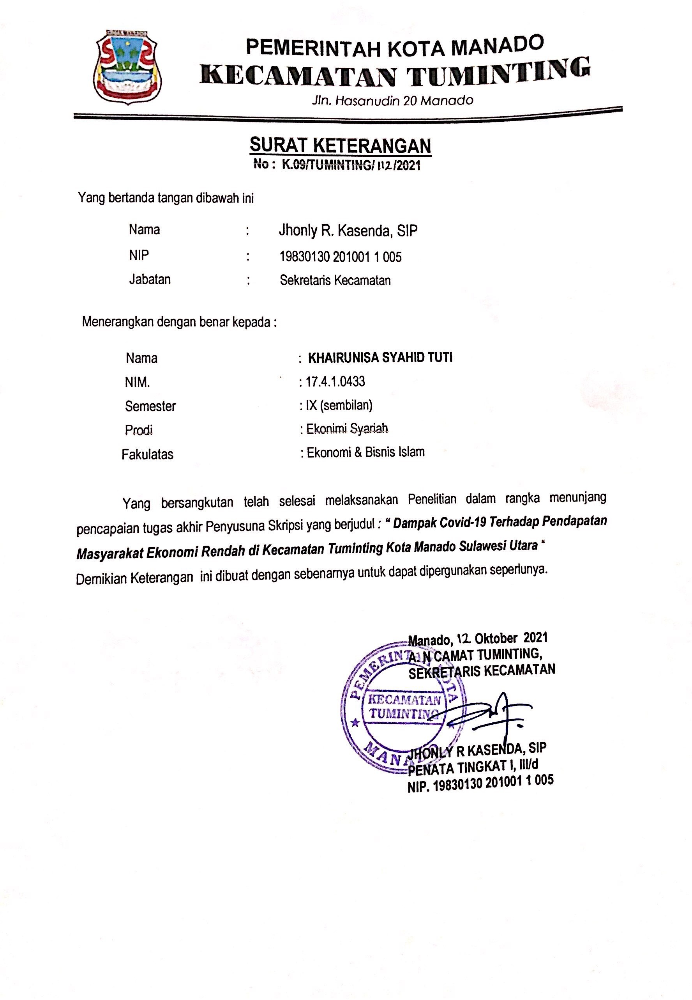 PEMERINTAH KOTA MANADO
KECAMATAN TUMINTING
Jln. Hasanudin 20 Manado
SURAT KETERANGAN
No : K.09/TUMINTING/ 112 /2021
Yang bertanda tangan dibawah ini
Nama : Jhonly R. Kasenda, SIP
NIP : 19830130 201001 1 005
Jabatan : Sekretaris Kecamatan
Menerangkan dengan benar kepada :
Nama : KHAIRUNISA SYAHID TUTI
NIM. : 17.4.1.0433
Semester : IX (sembilan)
Prodi : Ekonimi Syariah
Fakulatas : Ekonomi & Bisnis Islam
Yang bersangkutan telah selesai melaksanakan Penelitian dalam rangka menunjang
pencapaian tugas akhir Penyusuna Skripsi yang berjudul : “ Dampak Covid-19 Terhadap Pendapatan
Masyarakat Ekonomi Rendah di Kecamatan Tuminting Kota Manado Sulawesi Utara “
Demikian Keterangan ini dibuat dengan sebenarnya untuk dapat dipergunakan seperlunya.
Manado, 12 Oktober 2021
A. N CAMAT TUMINTING,
SEKRETARIS KECAMATAN
PEMERINTAH KOTA
KECAMATAN
TUMINTING
MANADO
JHONLY R KASENDA, SIP
PENATA TINGKAT I, III/d
NIP. 19830130 201001 1 005